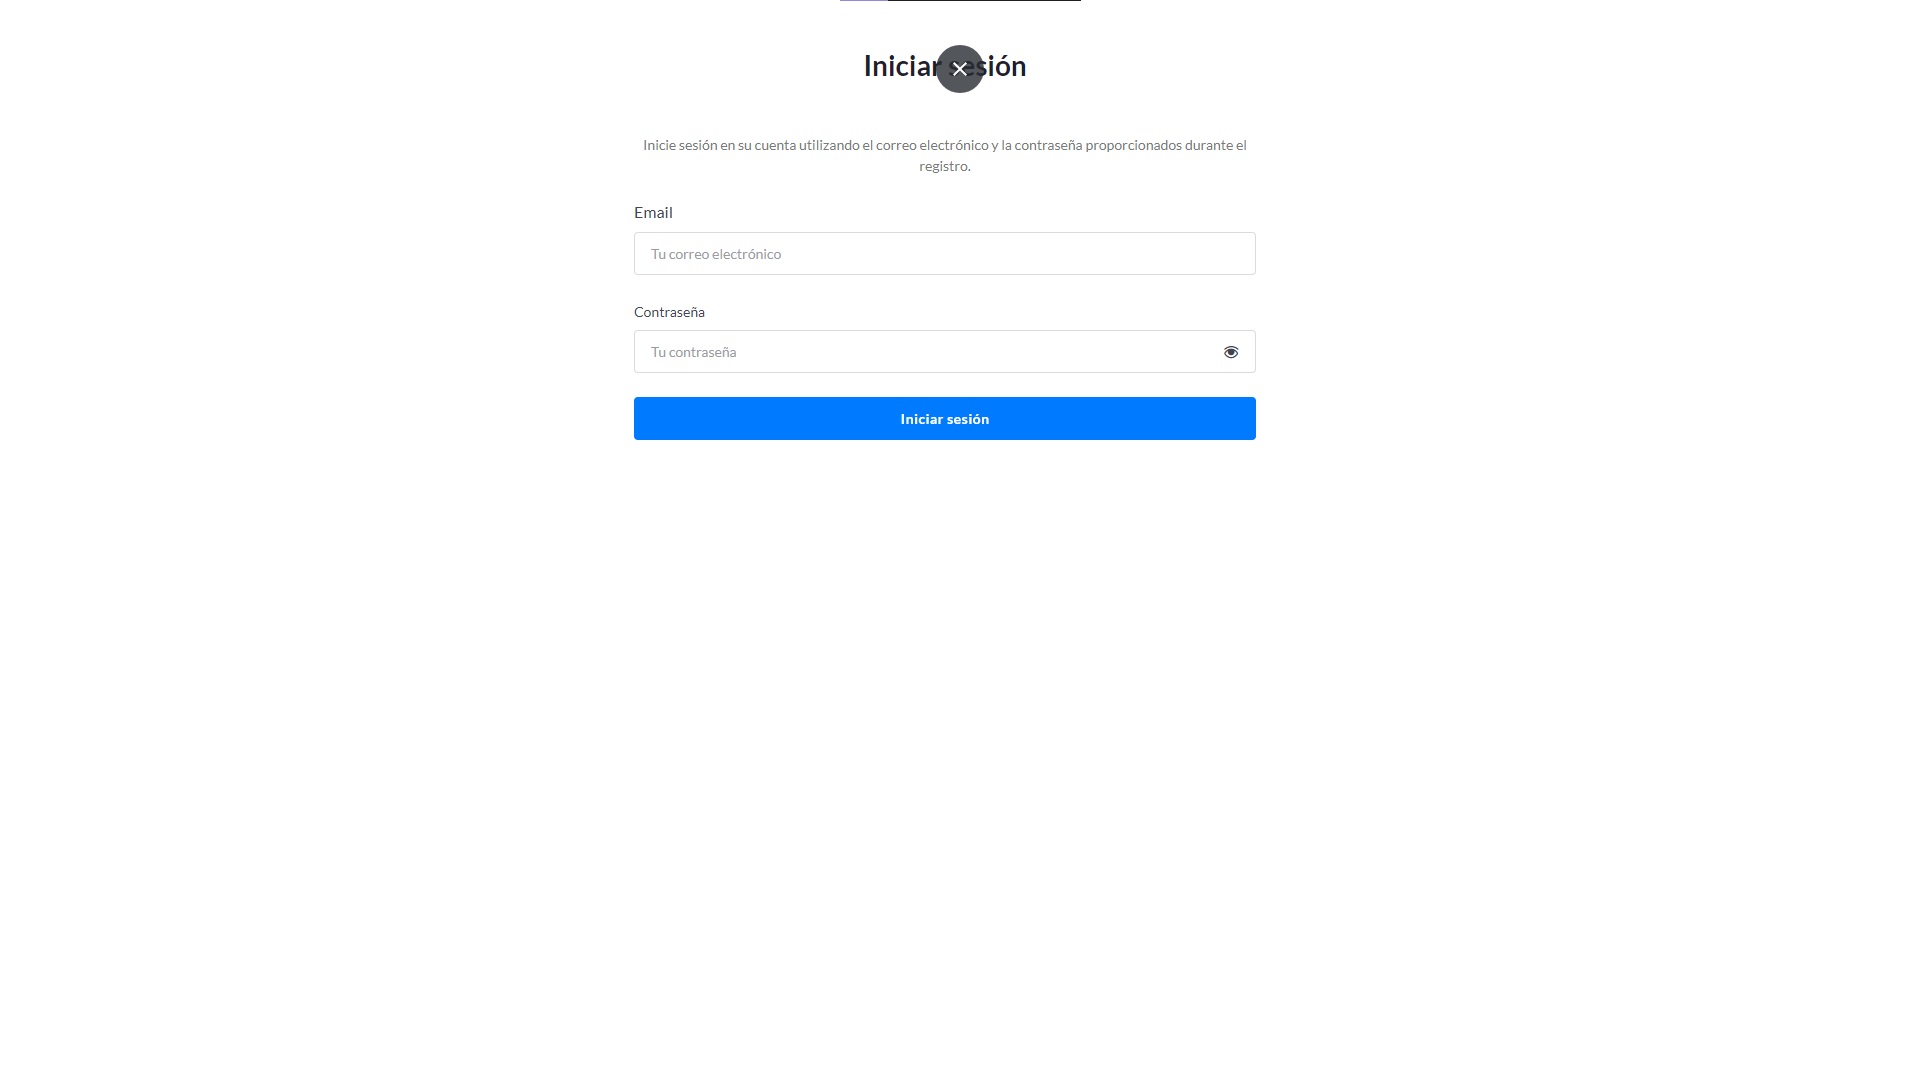 Iniciar sesión
Inicie sesión en su cuenta utilizando el correo electrónico y la contraseña proporcionados durante el
registro.
Email
Tu correo electrónico
Contraseña
Tu contraseña
Iniciar sesión